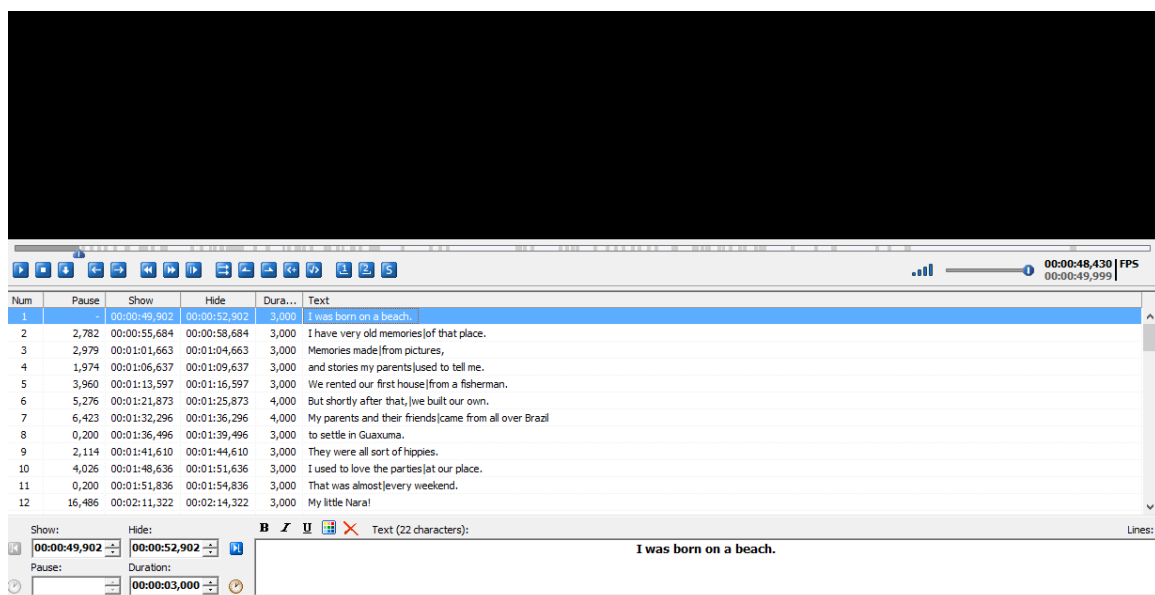 00:00:48,430 FPS
00:00:49,999
Num Pause Show Hide Dura... Text
1 - 00:00:49,902 00:00:52,902 3,000 I was born on a beach.
2 2,782 00:00:55,684 00:00:58,684 3,000 I have very old memories|of that place.
3 2,979 00:01:01,663 00:01:04,663 3,000 Memories made|from pictures,
4 1,974 00:01:06,637 00:01:09,637 3,000 and stories my parents|used to tell me.
5 3,960 00:01:13,597 00:01:16,597 3,000 We rented our first house|from a fisherman.
6 5,276 00:01:21,873 00:01:25,873 4,000 But shortly after that,|we built our own.
7 6,423 00:01:32,296 00:01:36,296 4,000 My parents and their friends|came from all over Brazil
8 0,200 00:01:36,496 00:01:39,496 3,000 to settle in Guaxuma.
9 2,114 00:01:41,610 00:01:44,610 3,000 They were all sort of hippies.
10 4,026 00:01:48,636 00:01:51,636 3,000 I used to love the parties|at our place.
11 0,200 00:01:51,836 00:01:54,836 3,000 That was almost|every weekend.
12 16,486 00:02:11,322 00:02:14,322 3,000 My little Nara!
Show: Hide: B I U Text (22 characters): Lines:
00:00:49,902 00:00:52,902 I was born on a beach.
Pause: Duration:
00:00:03,000